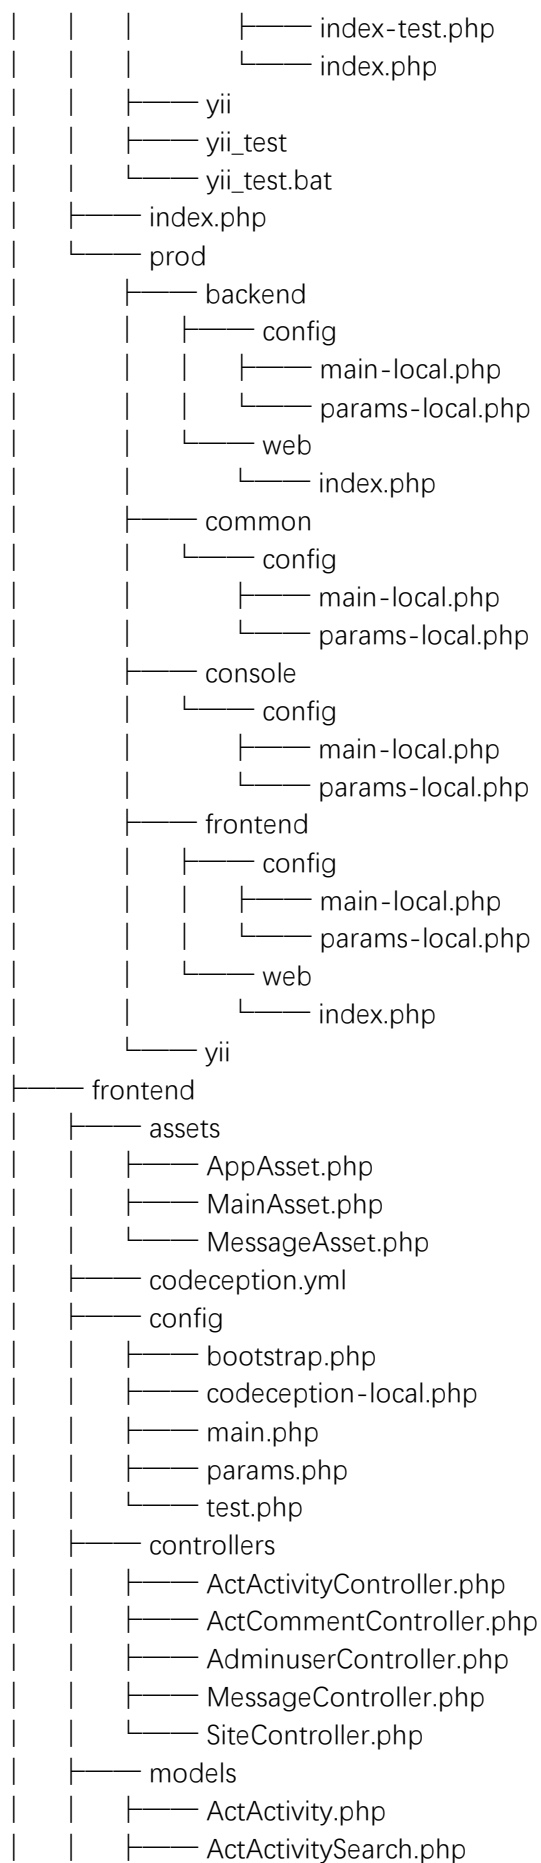 │ │ │ ├── index-test.php
│ │ │ └── index.php
│ │ ├── yii
│ │ ├── yii_test
│ │ └── yii_test.bat
│ ├── index.php
│ └── prod
│ ├── backend
│ │ ├── config
│ │ │ ├── main-local.php
│ │ │ └── params-local.php
│ │ └── web
│ │ └── index.php
│ ├── common
│ │ └── config
│ │ ├── main-local.php
│ │ └── params-local.php
│ ├── console
│ │ └── config
│ │ ├── main-local.php
│ │ └── params-local.php
│ ├── frontend
│ │ ├── config
│ │ │ ├── main-local.php
│ │ │ └── params-local.php
│ │ └── web
│ │ └── index.php
│ └── yii
├── frontend
│ ├── assets
│ │ ├── AppAsset.php
│ │ ├── MainAsset.php
│ │ └── MessageAsset.php
│ ├── codeception.yml
│ ├── config
│ │ ├── bootstrap.php
│ │ ├── codeception-local.php
│ │ ├── main.php
│ │ ├── params.php
│ │ └── test.php
│ ├── controllers
│ │ ├── ActActivityController.php
│ │ ├── ActCommentController.php
│ │ ├── AdminuserController.php
│ │ ├── MessageController.php
│ │ └── SiteController.php
│ ├── models
│ │ ├── ActActivity.php
│ │ ├── ActActivitySearch.php